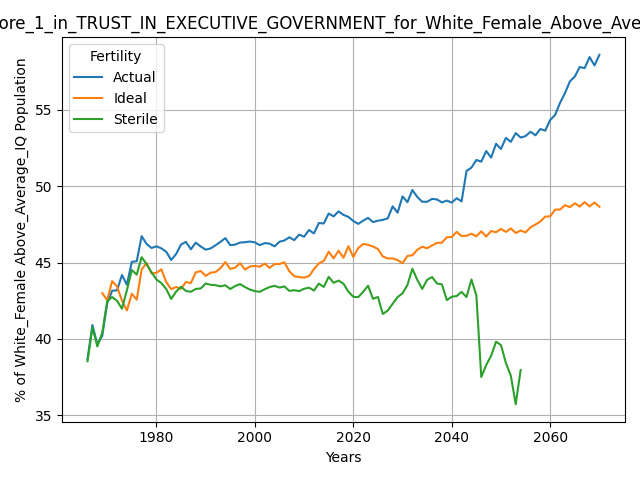 ore_1_in_TRUST_IN_EXECUTIVE_GOVERNMENT_for_White_Female_Above_Ave
Fertility
Actual
Ideal
Sterile
% of White_Female Above_Average_IQ Population
55
50
45
40
35
1980
2000
2020
2040
2060
Years